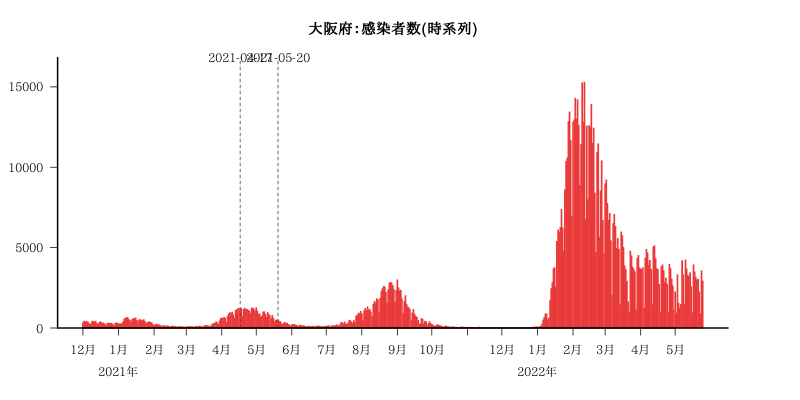 大阪府:感染者数(時系列)
2021-04-17
2021-05-20
15000
10000
5000
0
12月 1月 2月 3月 4月 5月 6月 7月 8月 9月 10月 12月 1月 2月 3月 4月 5月
2021年 2022年